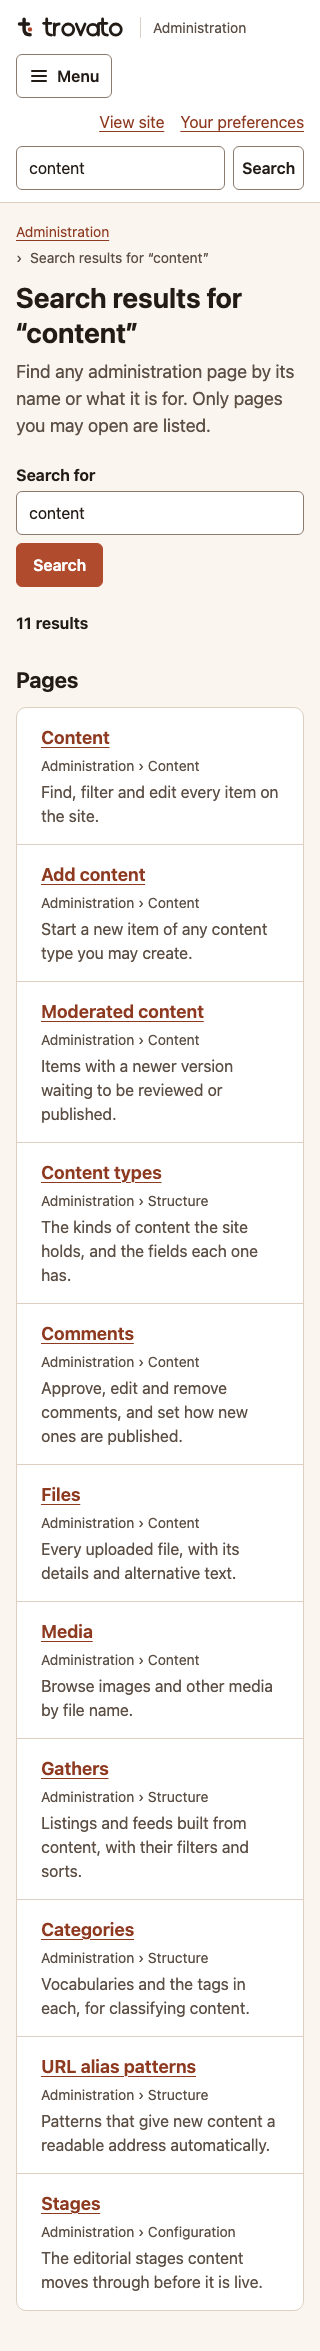 trovato
Administration
Menu
View site
Your preferences
content
Search
Administration
› Search results for “content”
Search results for
“content”
Find any administration page by its
name or what it is for. Only pages
you may open are listed.
Search for
content
Search
11 results
Pages
Content
Administration › Content
Find, filter and edit every item on
the site.
Add content
Administration › Content
Start a new item of any content
type you may create.
Moderated content
Administration › Content
Items with a newer version
waiting to be reviewed or
published.
Content types
Administration › Structure
The kinds of content the site
holds, and the fields each one
has.
Comments
Administration › Content
Approve, edit and remove
comments, and set how new
ones are published.
Files
Administration › Content
Every uploaded file, with its
details and alternative text.
Media
Administration › Content
Browse images and other media
by file name.
Gathers
Administration › Structure
Listings and feeds built from
content, with their filters and
sorts.
Categories
Administration › Structure
Vocabularies and the tags in
each, for classifying content.
URL alias patterns
Administration › Structure
Patterns that give new content a
readable address automatically.
Stages
Administration › Configuration
The editorial stages content
moves through before it is live.